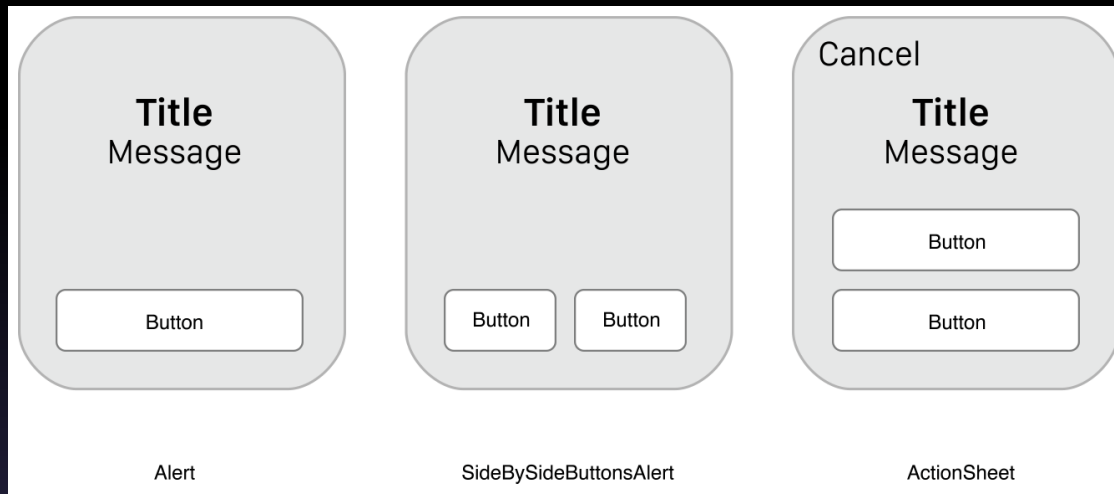 Title
Message
Button
Alert
Title
Message
Button Button
SideBySideButtonsAlert
Cancel
Title
Message
Button
Button
ActionSheet